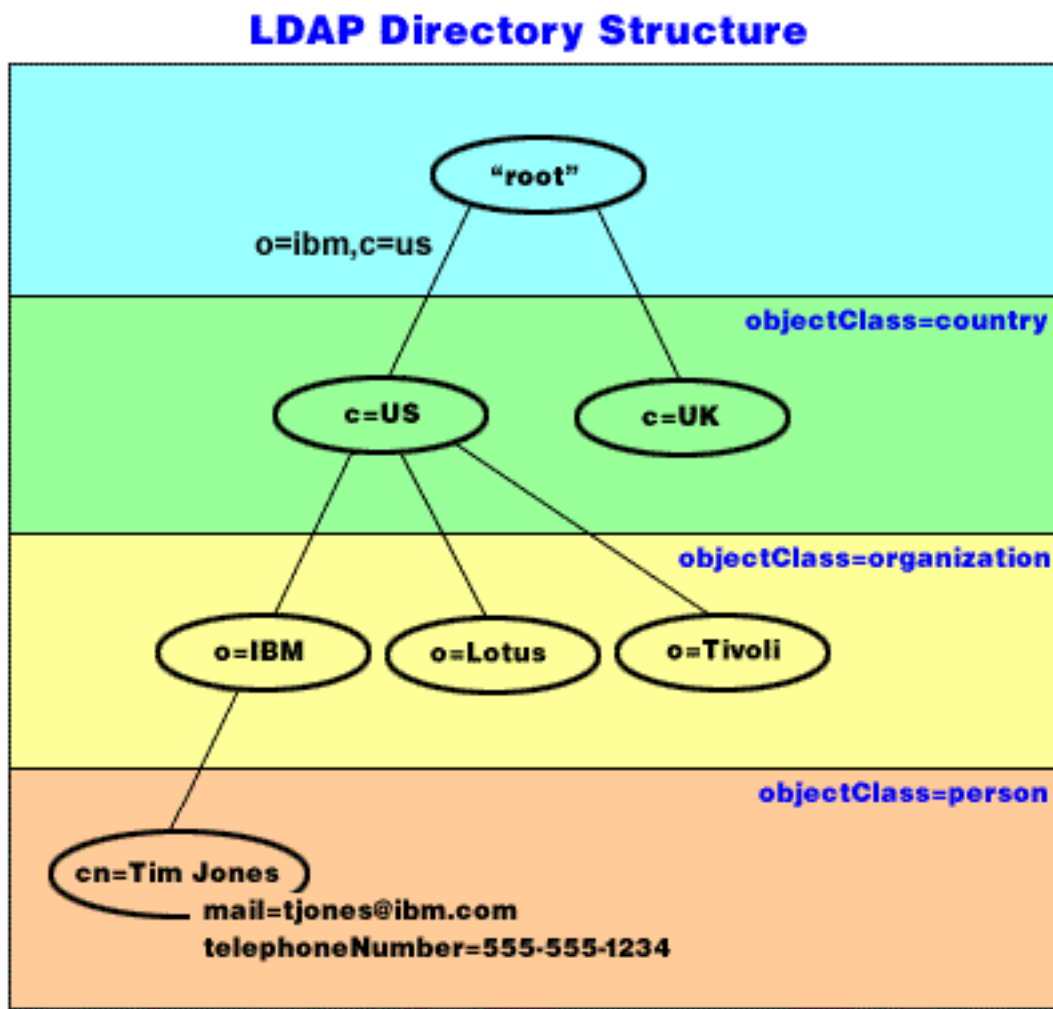 LDAP Directory Structure
“root”
o=ibm,c=us
objectClass=country
c=US
c=UK
objectClass=organization
o=IBM
o=Lotus
o=Tivoli
objectClass=person
cn=Tim Jones
mail=tjones@ibm.com
telephoneNumber=555-555-1234